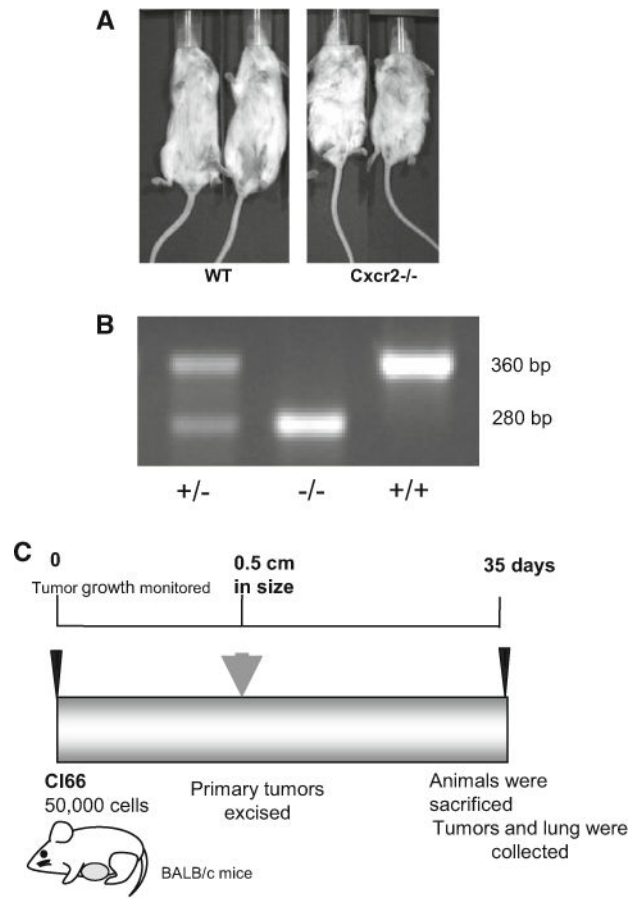 A
WT
Cxcr2-/-
B
360 bp
280 bp
+/-
-/-
+/+
C
0
0.5 cm
in size
35 days
Tumor growth monitored
Cl66
50,000 cells
Primary tumors
excised
Animals were
sacrificed
Tumors and lung were
collected
BALB/c mice